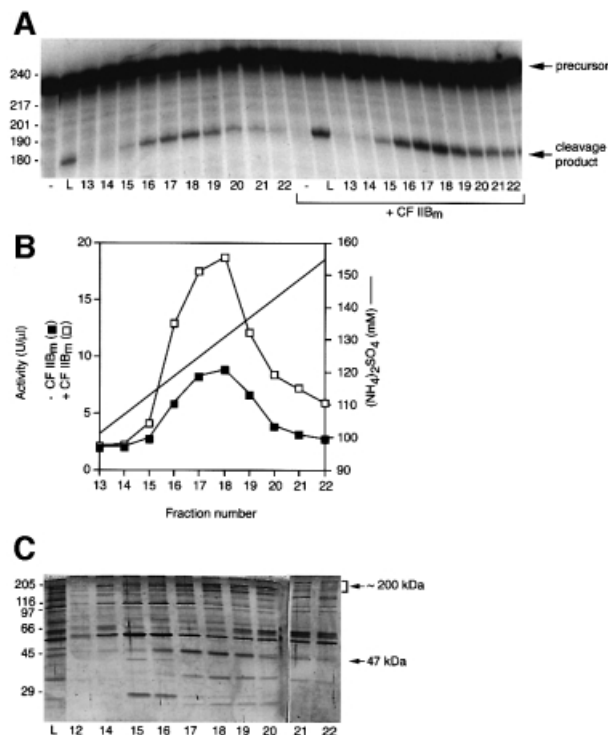 A
240 -
217 -
201 -
190 -
180 -
precursor
cleavage
product
- L 13 14 15 16 17 18 19 20 21 22 - L 13 14 15 16 17 18 19 20 21 22
+ CF IIBm
B
Activity (U/µl)
- CF IIBm (■)
+ CF IIBm (□)
20
15
10
5
0
160
150
140
130
120
110
100
90
(NH4)2SO4 (mM) —
13 14 15 16 17 18 19 20 21 22
Fraction number
C
205 -
116 -
97 -
66 -
45 -
29 -
~ 200 kDa
47 kDa
L 12 14 15 16 17 18 19 20 21 22